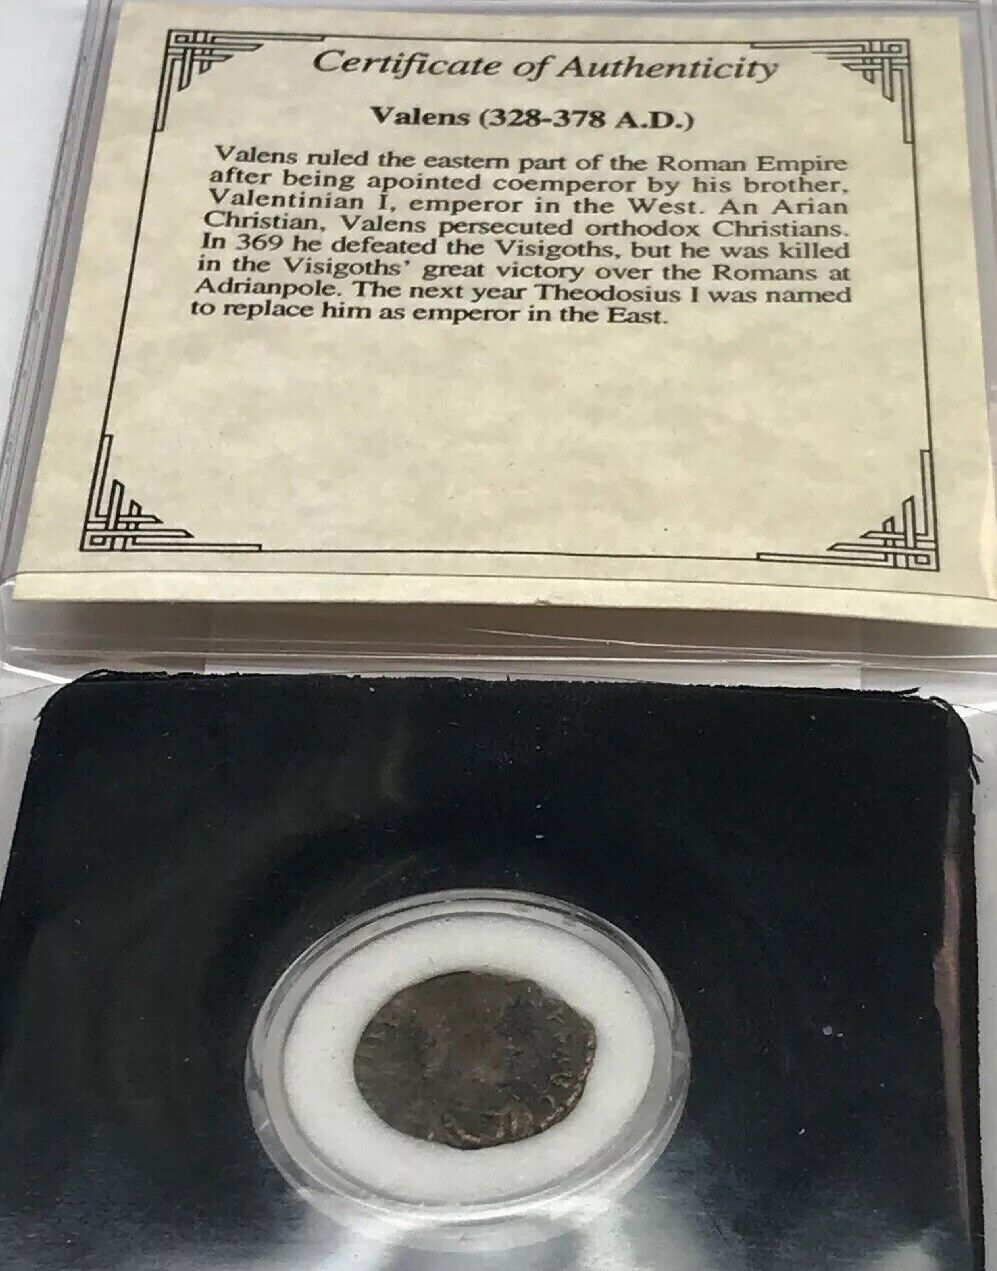 Certificate of Authenticity
Valens (328-378 A.D.)
Valens ruled the eastern part of the Roman Empire
after being apointed coemperor by his brother,
Valentinian I, emperor in the West. An Arian
Christian, Valens persecuted orthodox Christians.
In 369 he defeated the Visigoths, but he was killed
in the Visigoths' great victory over the Romans at
Adrianpole. The next year Theodosius I was named
to replace him as emperor in the East.